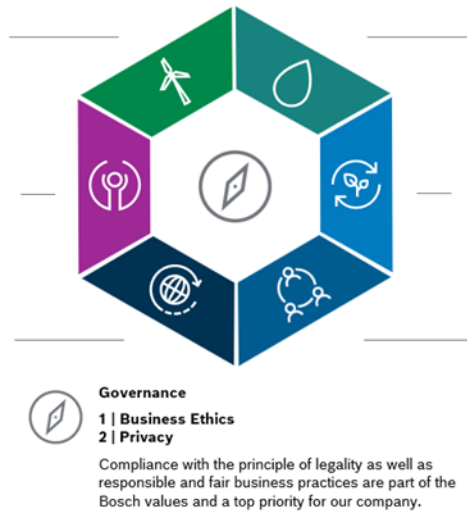 Governance
1 | Business Ethics
2 | Privacy
Compliance with the principle of legality as well as
responsible and fair business practices are part of the
Bosch values and a top priority for our company.